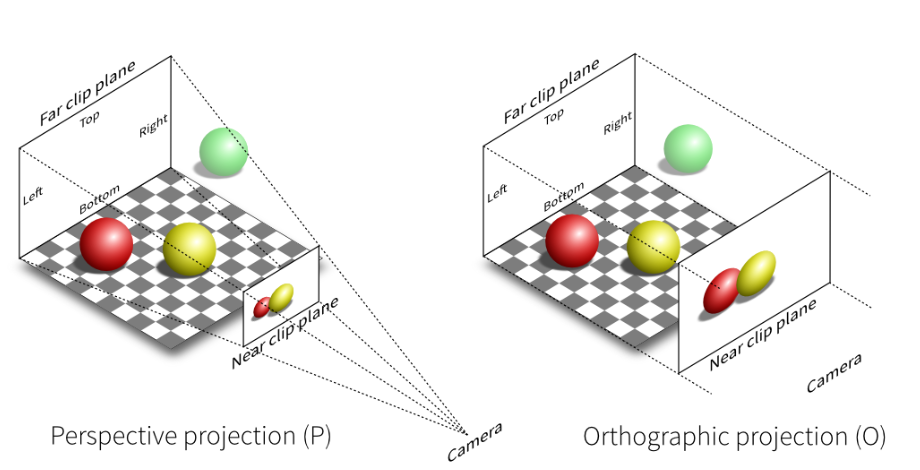 Far clip plane
Top
Right
Left
Bottom
Near clip plane
Camera
Perspective projection (P)
Far clip plane
Top
Right
Left
Bottom
Near clip plane
Camera
Orthographic projection (O)